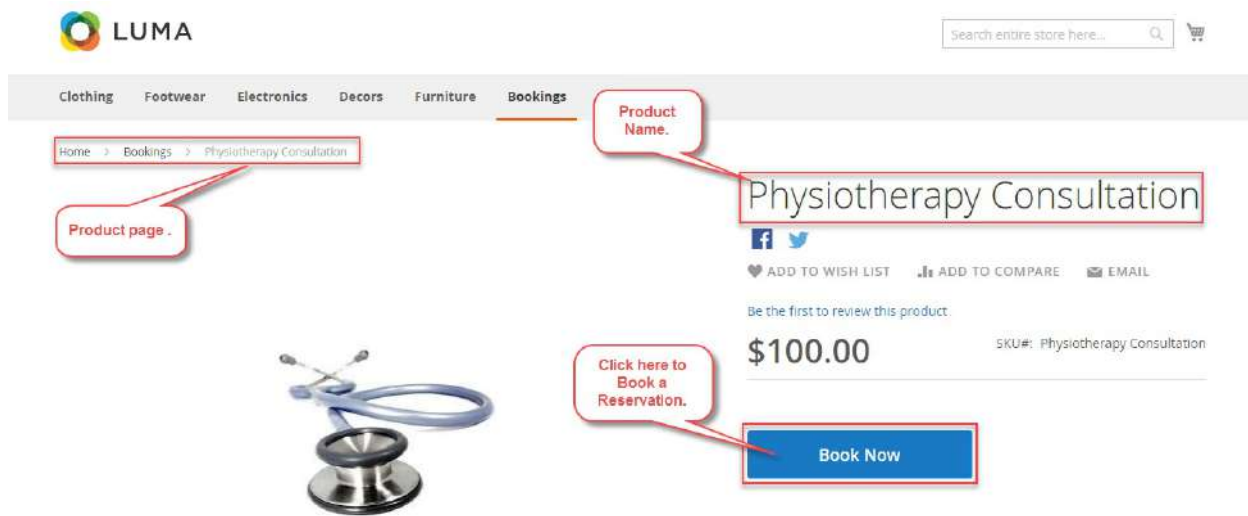 LUMA
Search entire store here...
Clothing Footwear Electronics Decors Furniture Bookings
Product
Name.
Home > Bookings > Physiotherapy Consultation
Product page .
Physiotherapy Consultation
ADD TO WISH LIST ADD TO COMPARE EMAIL
Be the first to review this product
$100.00
SKU#: Physiotherapy Consultation
Click here to
Book a
Reservation.
Book Now